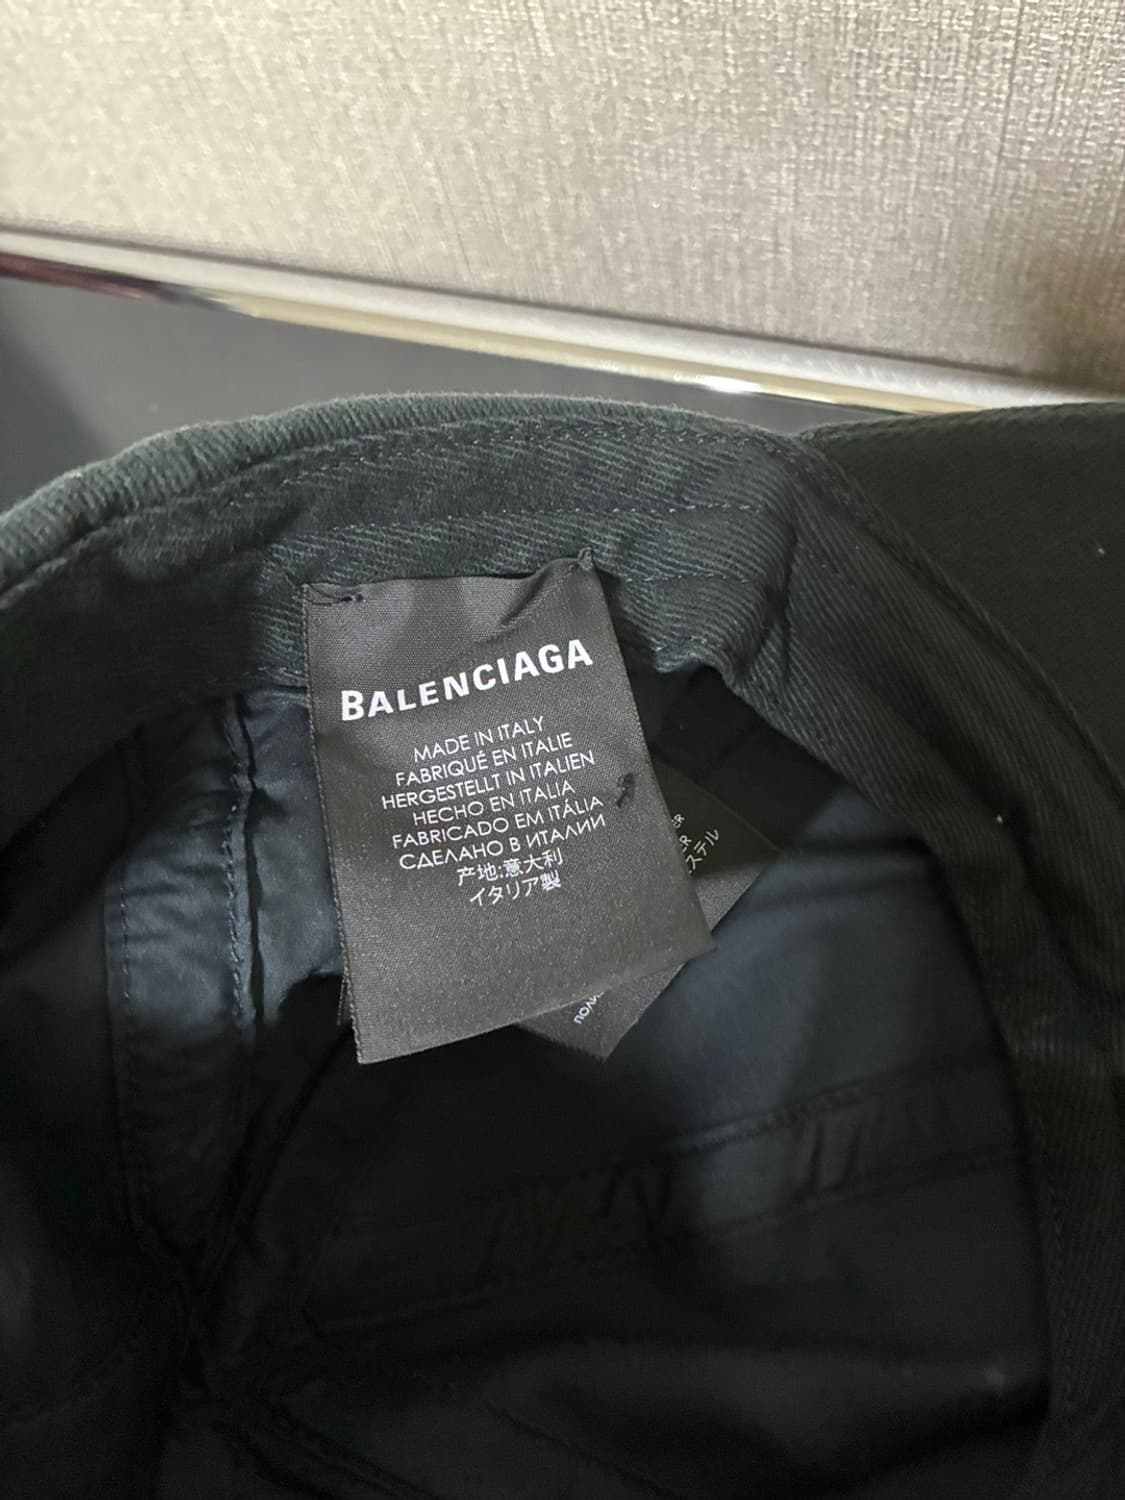 BALENCIAGA
MADE IN ITALY
FABRIQUÉ EN ITALIE
HERGESTELLT IN ITALIEN
HECHO EN ITALIA
FABRICADO EM ITÁLIA
СДЕЛАНО В ИТАЛИИ
产地:意大利
イタリア製